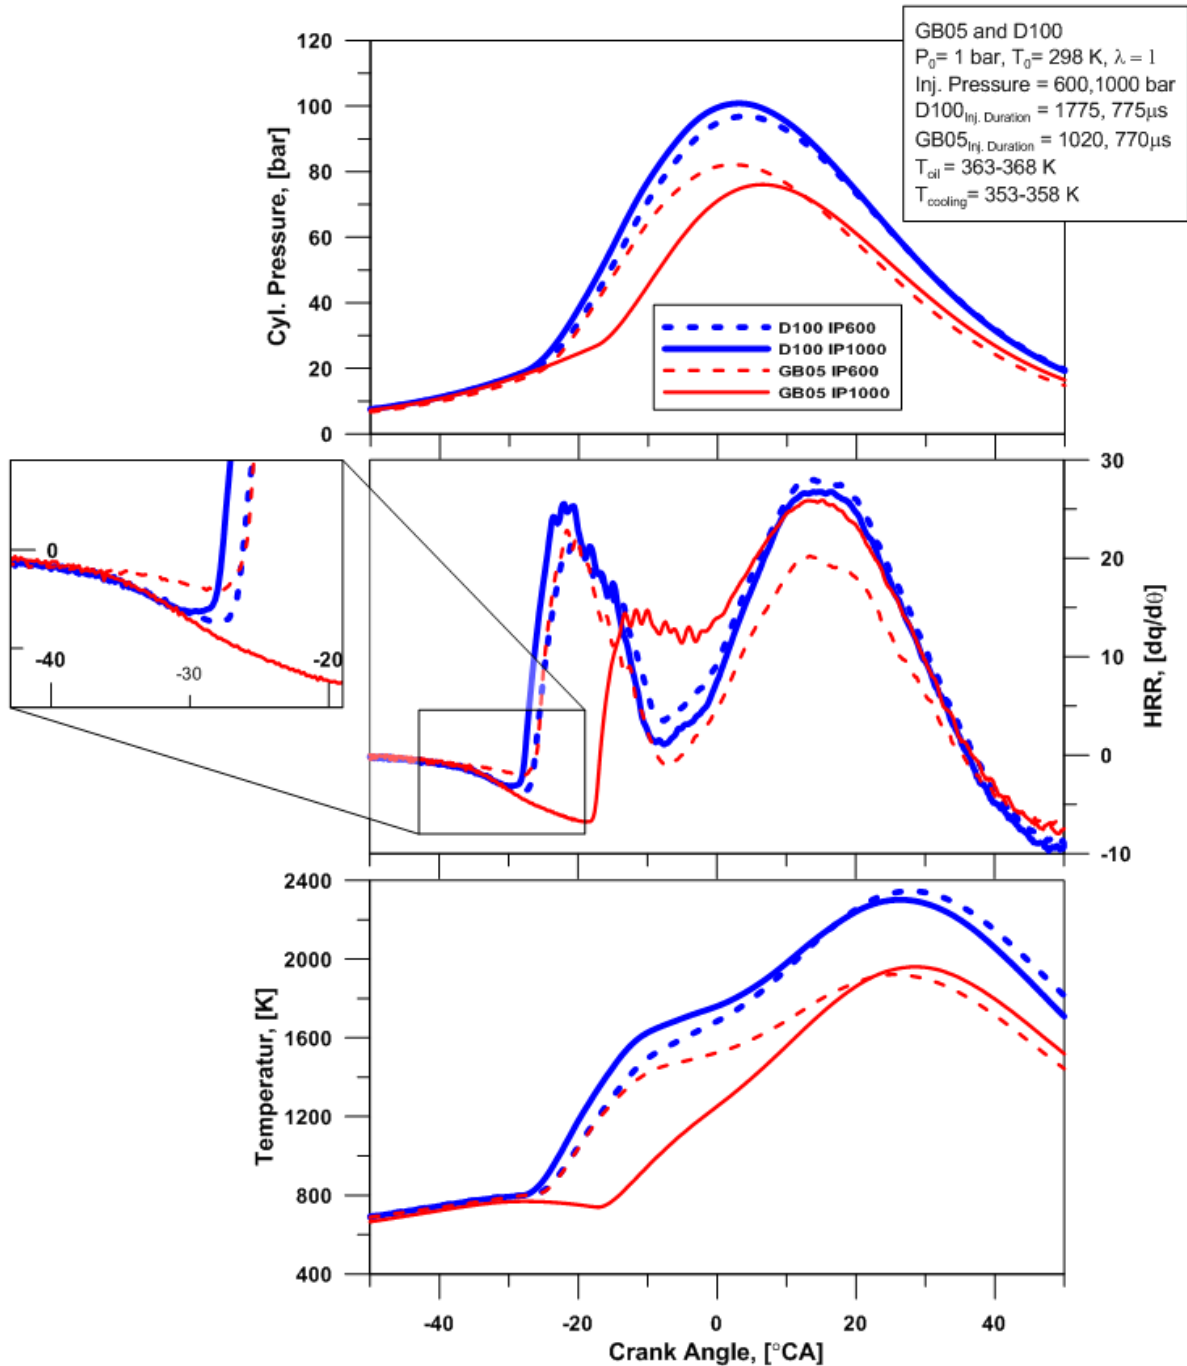 GB05 and D100
P0= 1 bar, T0= 298 K, λ = 1
Inj. Pressure = 600,1000 bar
D100Inj. Duration = 1775, 775μs
GB05Inj. Duration = 1020, 770μs
Toil = 363-368 K
Tcooling= 353-358 K
120
100
80
60
40
20
0
Cyl. Pressure, [bar]
D100 IP600
D100 IP1000
GB05 IP600
GB05 IP1000
0
-40
-30
-20
30
20
10
0
-10
HRR, [dq/dθ]
2400
2000
1600
1200
800
400
Temperatur, [K]
-40
-20
0
20
40
Crank Angle, [°CA]